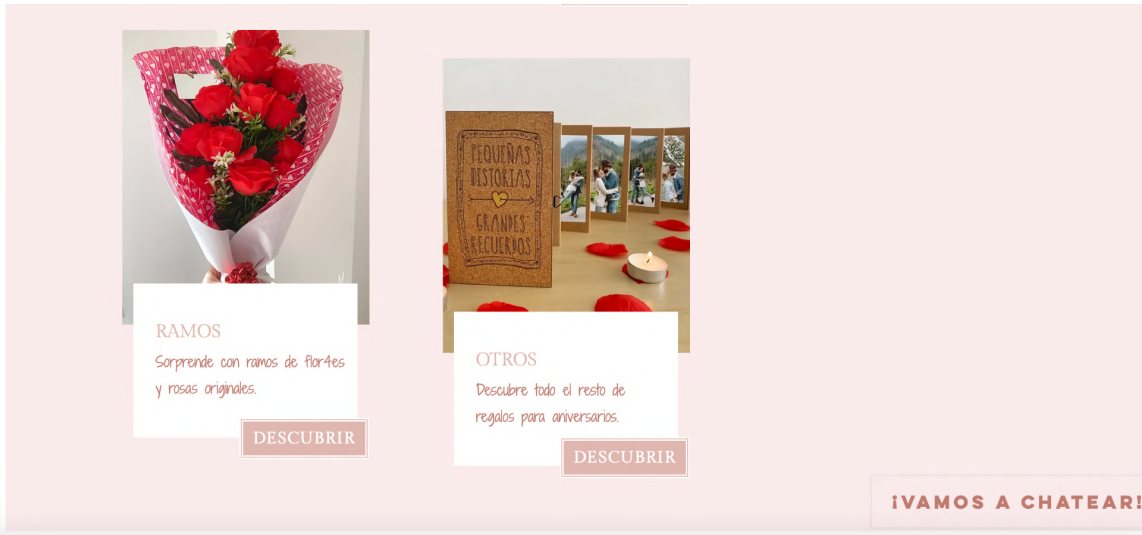 RAMOS
Sorprende con ramos de flor4es
y rosas originales.
DESCUBRIR
PEQUEÑAS
HISTORIAS
GRANDES
RECUERDOS
OTROS
Descubre todo el resto de
regalos para aniversarios.
DESCUBRIR
¡VAMOS A CHATEAR!